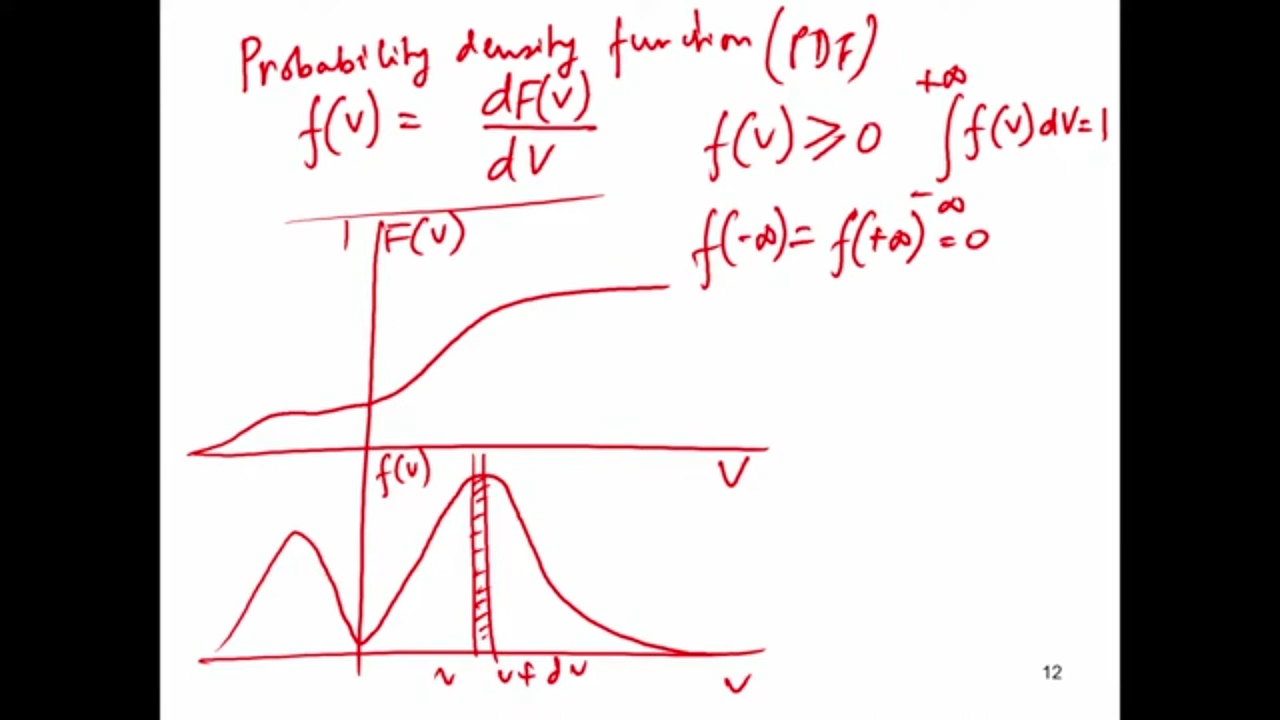 Probability density function (PDF)
f(v) = dF(v)/dV
f(v) ≥ 0
∫_{-∞}^{+∞} f(v) dV = 1
f(-∞) = f(+∞) = 0
1 F(v)
V
f(v)
v v+dv
V
12